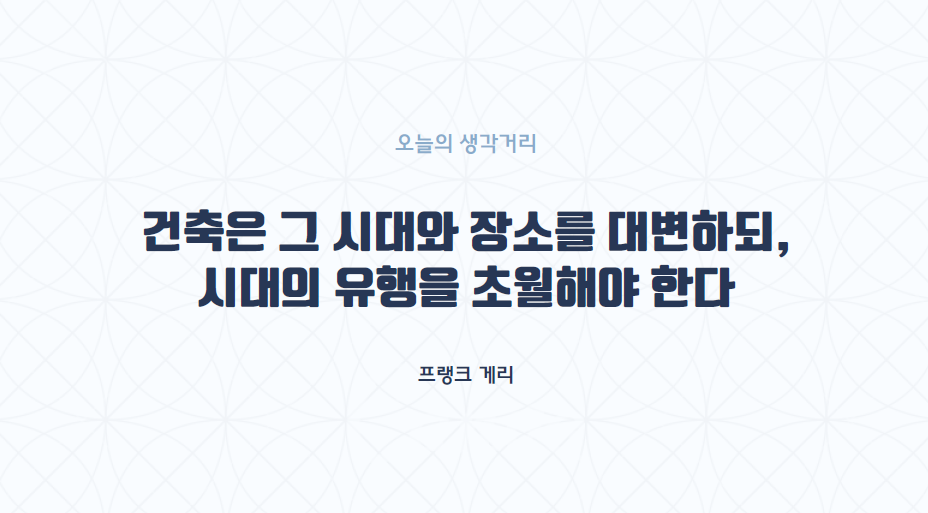 오늘의 생각거리
건축은 그 시대와 장소를 대변하되,
시대의 유행을 초월해야 한다
프랭크 게리